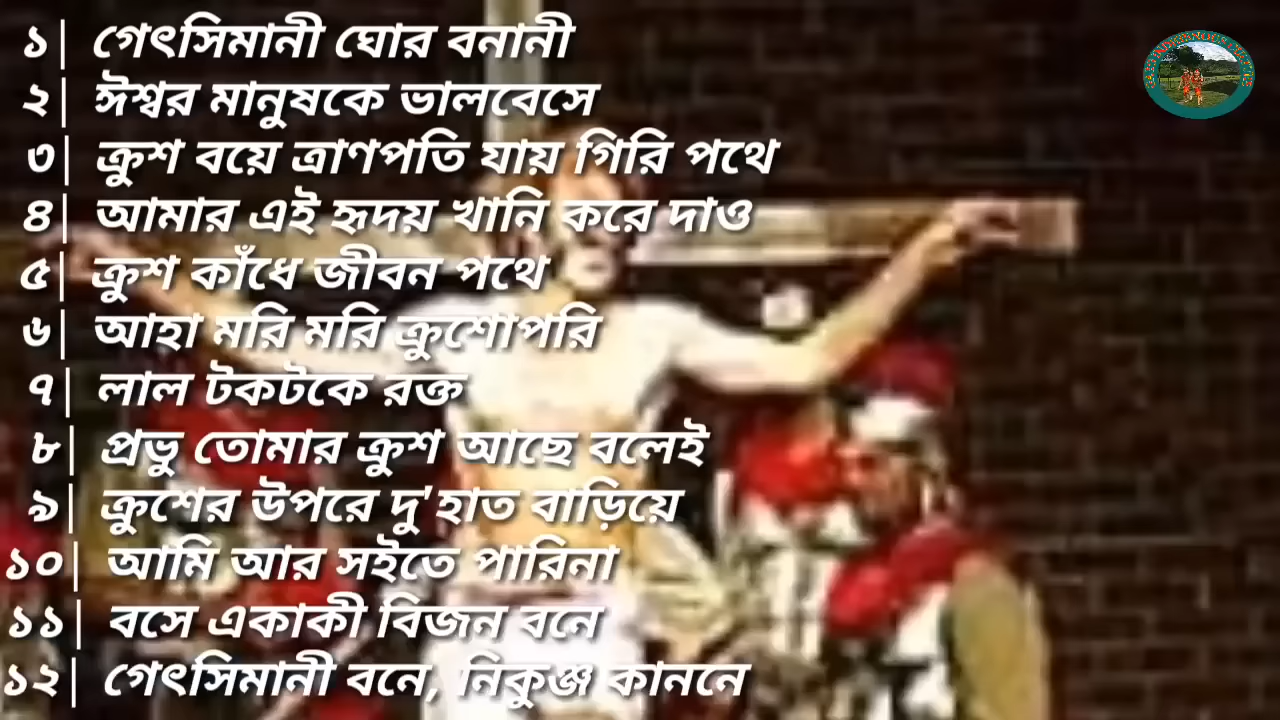 ১| গেৎসিমানী ঘোর বনানী
২| ঈশ্বর মানুষকে ভালবেসে
৩| ক্রুশ বয়ে ত্রাণপতি যায় গিরি পথে
৪| আমার এই হৃদয় খানি করে দাও
৫| ক্রুশ কাঁধে জীবন পথে
৬| আহা মরি মরি ক্রুশোপরি
৭| লাল টকটকে রক্ত
৮| প্রভু তোমার ক্রুশ আছে বলেই
৯| ক্রুশের উপরে দু'হাত বাড়িয়ে
১০| আমি আর সইতে পারিনা
১১| বসে একাকী বিজন বনে
১২| গেৎসিমানী বনে, নিকুঞ্জ কাননে